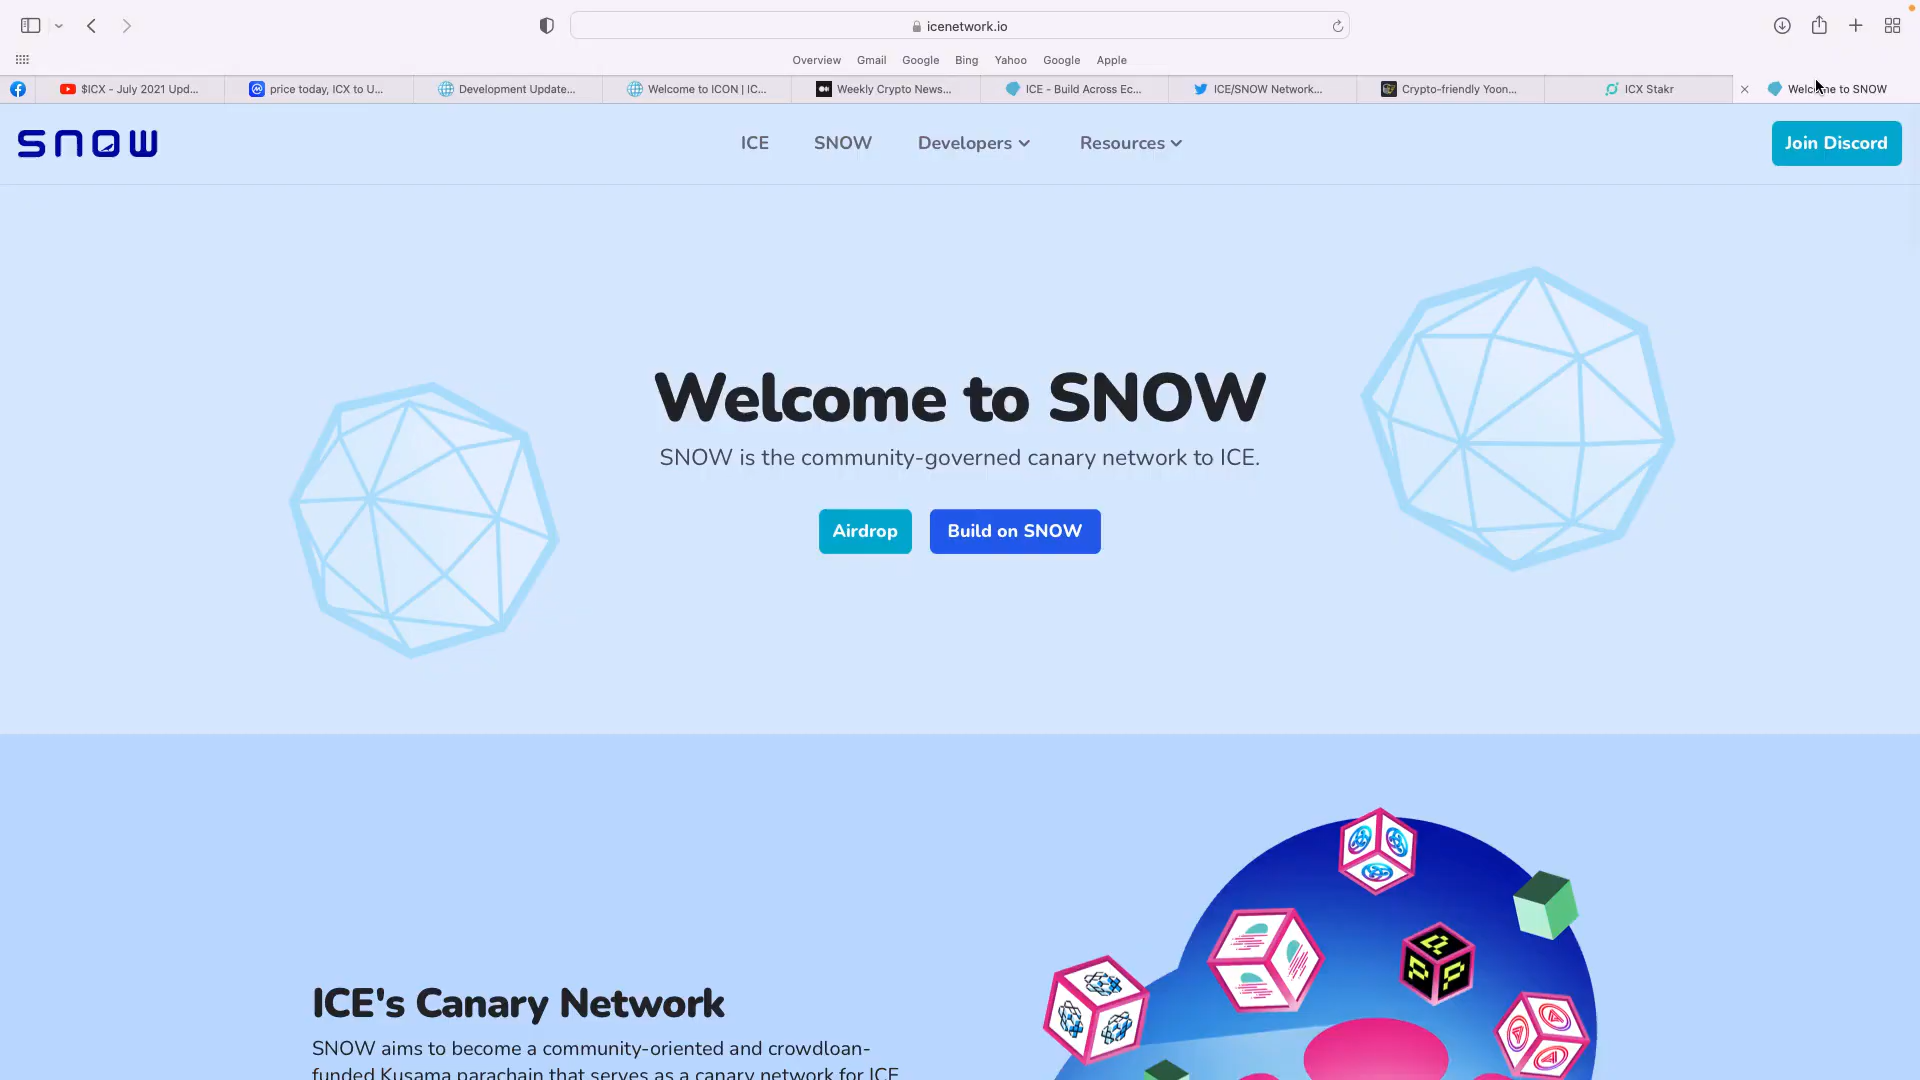 icenetwork.io
Overview Gmail Google Bing Yahoo Google Apple
$ICX - July 2021 Upd... price today, ICX to U... Development Update... Welcome to ICON | IC... Weekly Crypto News... ICE - Build Across Ec... ICE/SNOW Network... Crypto-friendly Yoon... ICX Stakr Welcome to SNOW
SNOW ICE SNOW Developers Resources Join Discord
Welcome to SNOW
SNOW is the community-governed canary network to ICE.
Airdrop Build on SNOW
ICE's Canary Network
SNOW aims to become a community-oriented and crowdloan-
funded Kusama parachain that serves as a canary network for ICE